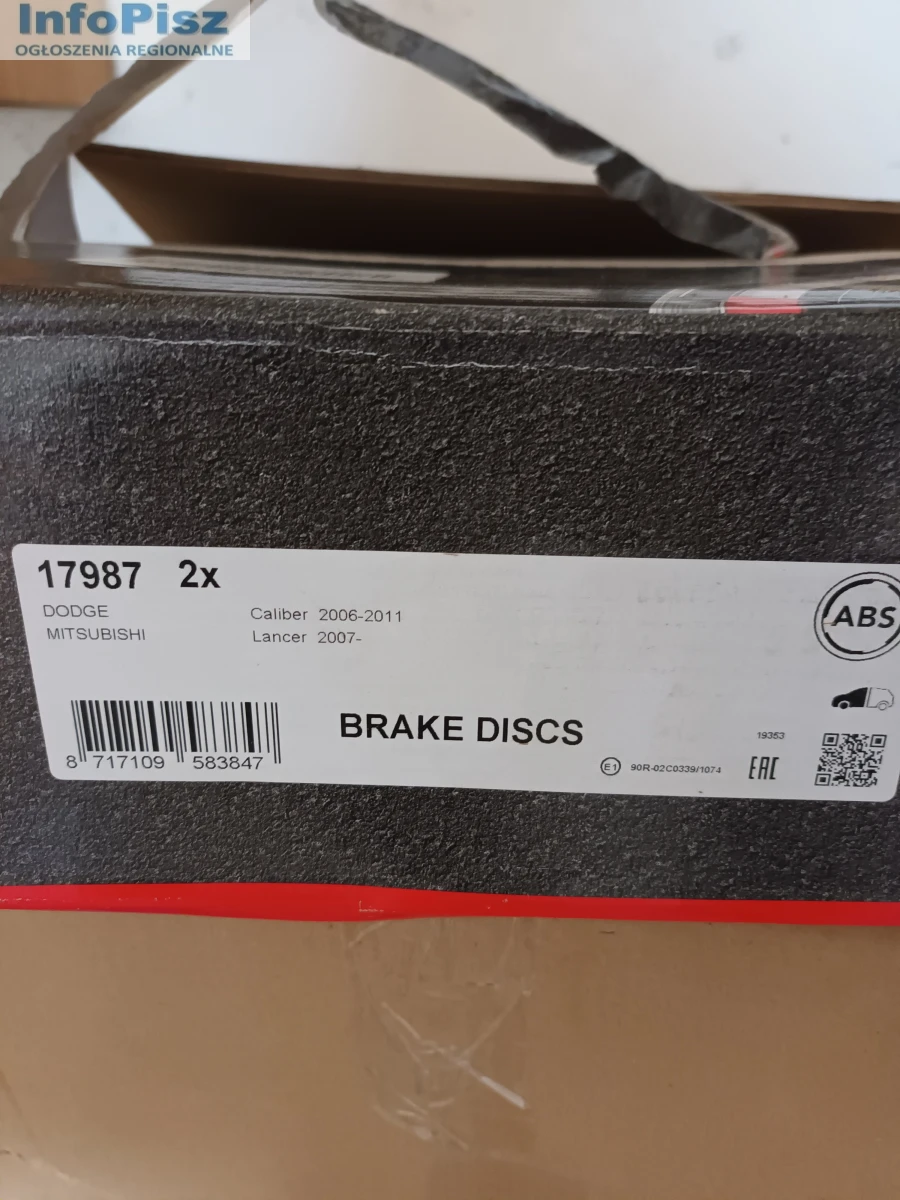 InfoPisz
OGŁOSZENIA REGIONALNE
17987 2x
DODGE Caliber 2006-2011
MITSUBISHI Lancer 2007-
ABS
BRAKE DISCS
19353
8 717109 583847
E1 90R-02C0339/1074 EAC